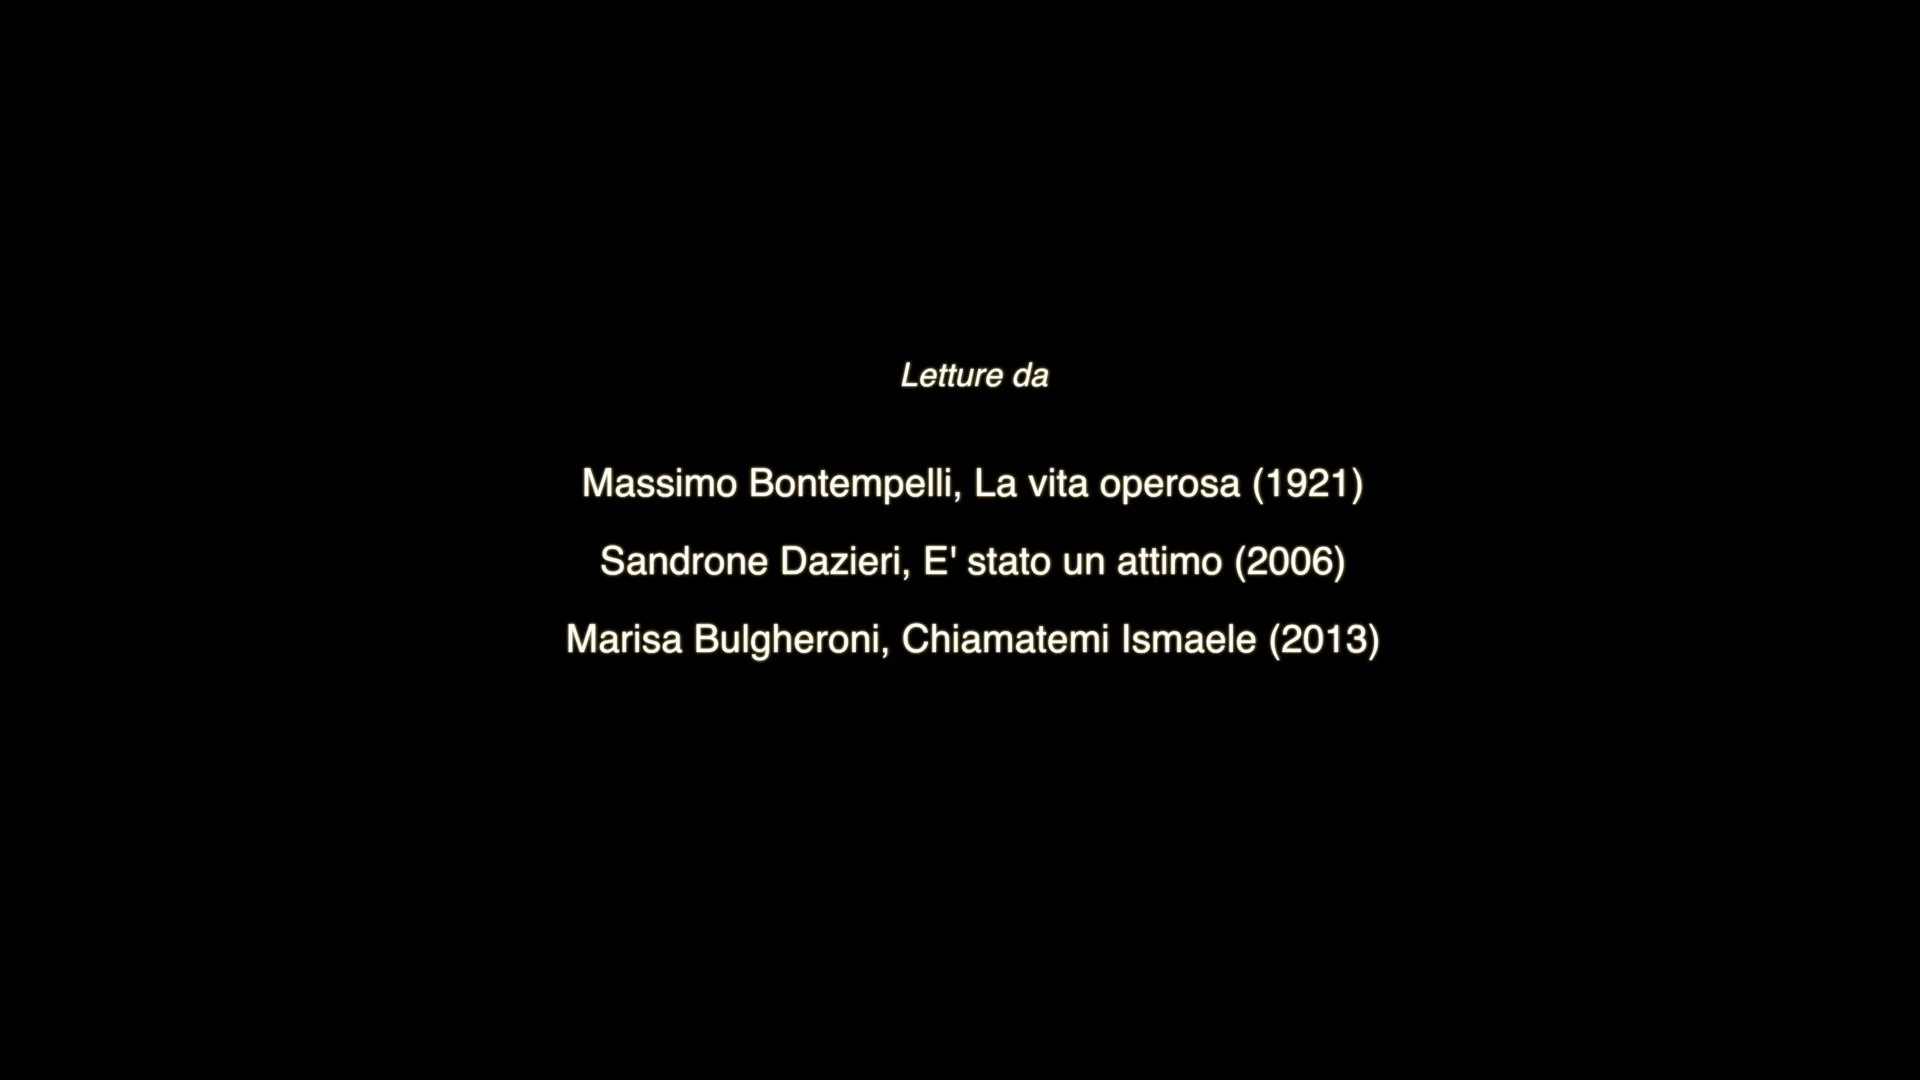 Letture da
Massimo Bontempelli, La vita operosa (1921)
Sandrone Dazieri, E' stato un attimo (2006)
Marisa Bulgheroni, Chiamatemi Ismaele (2013)